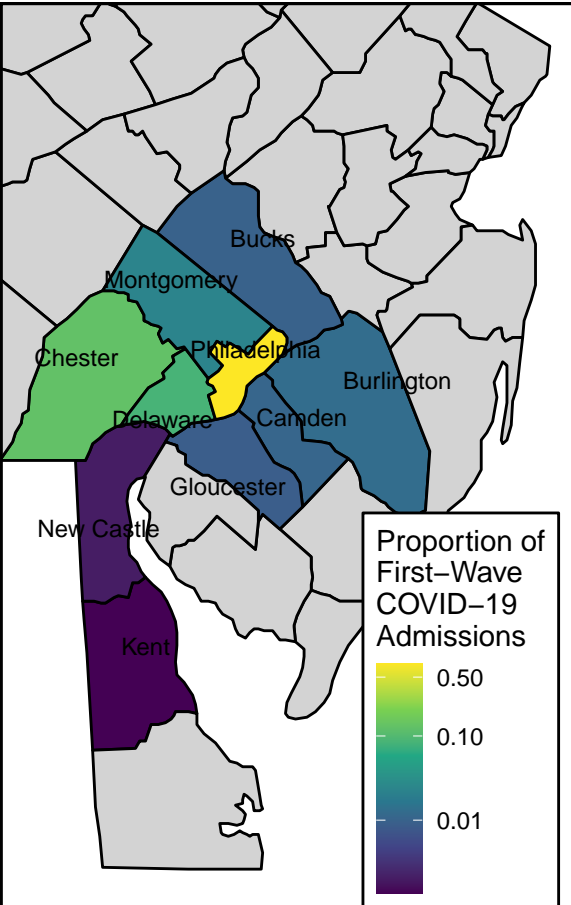 Bucks
Montgomery
Philadelphia
Chester
Burlington
Delaware
Camden
Gloucester
New Castle
Kent
Proportion of
First−Wave
COVID−19
Admissions
0.50
0.10
0.01